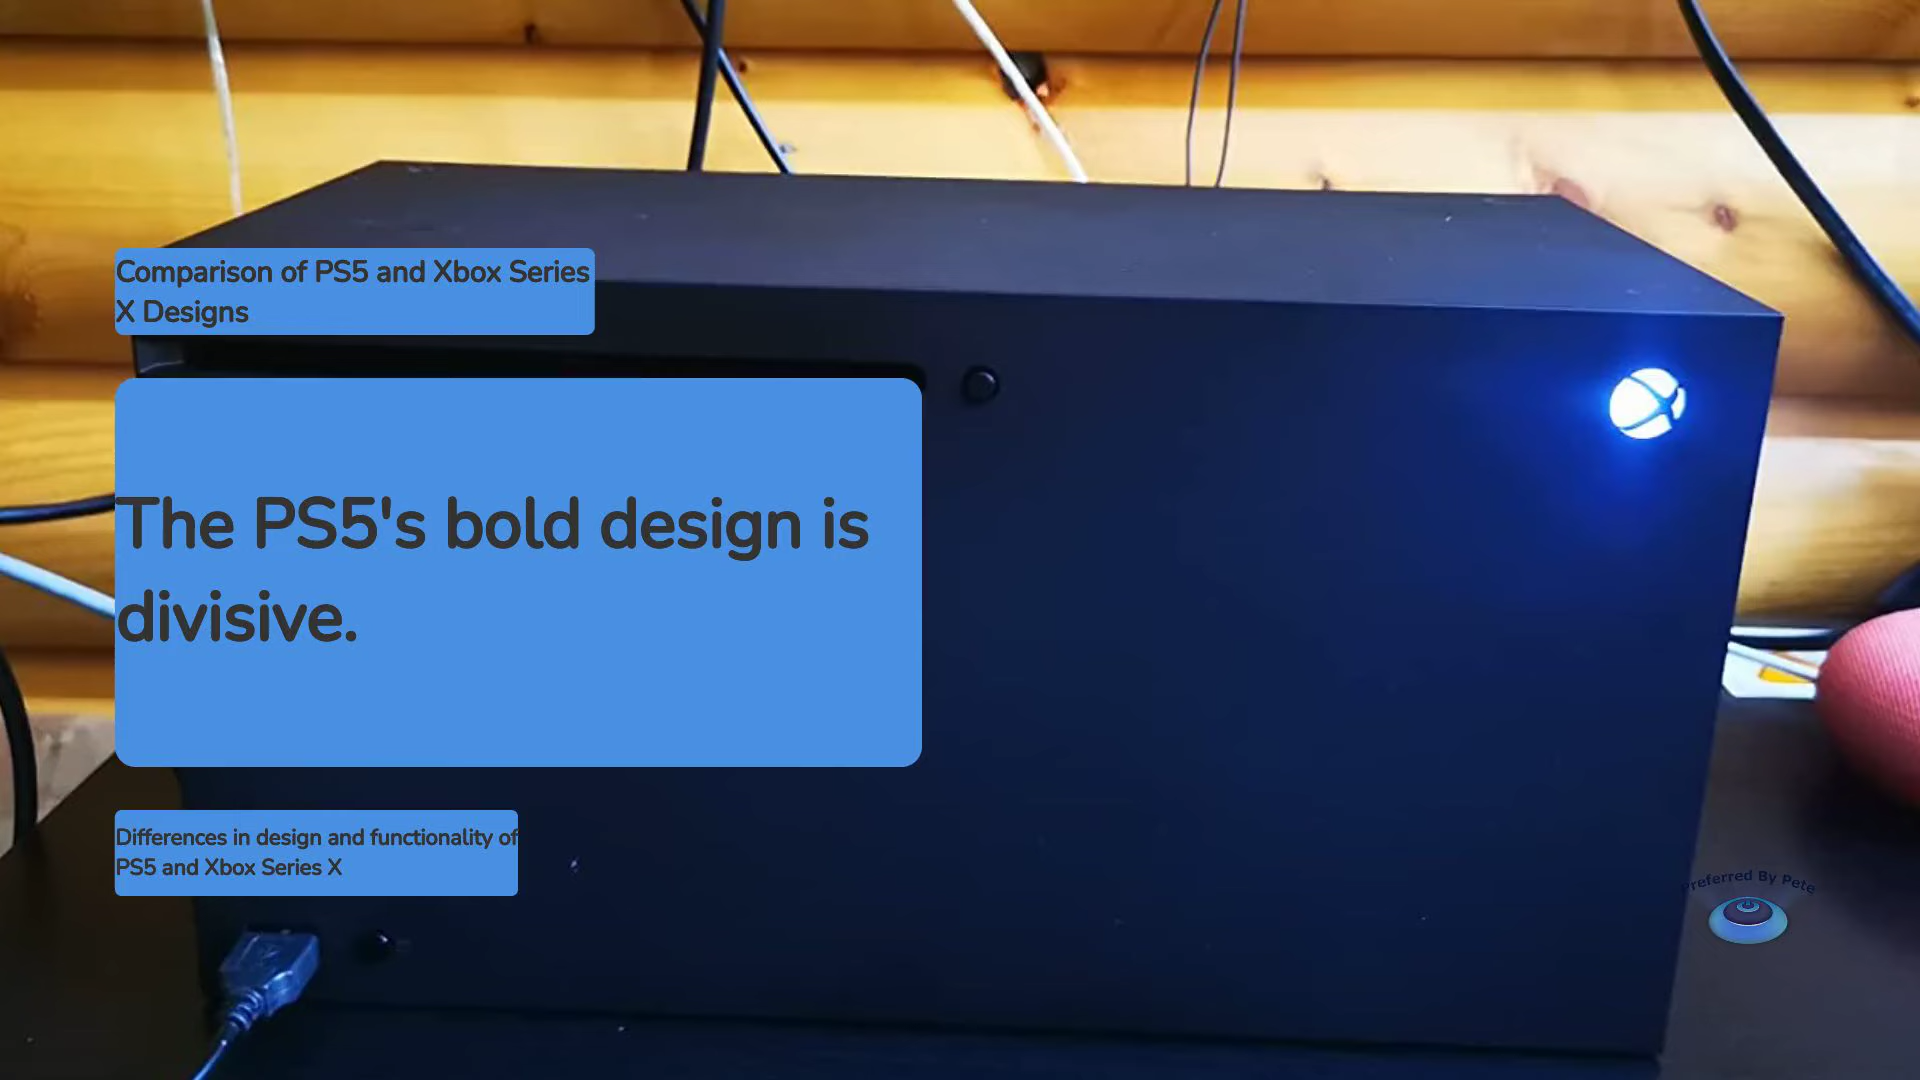 Comparison of PS5 and Xbox Series
X Designs
The PS5's bold design is
divisive.
Differences in design and functionality of
PS5 and Xbox Series X
Preferred By Pete